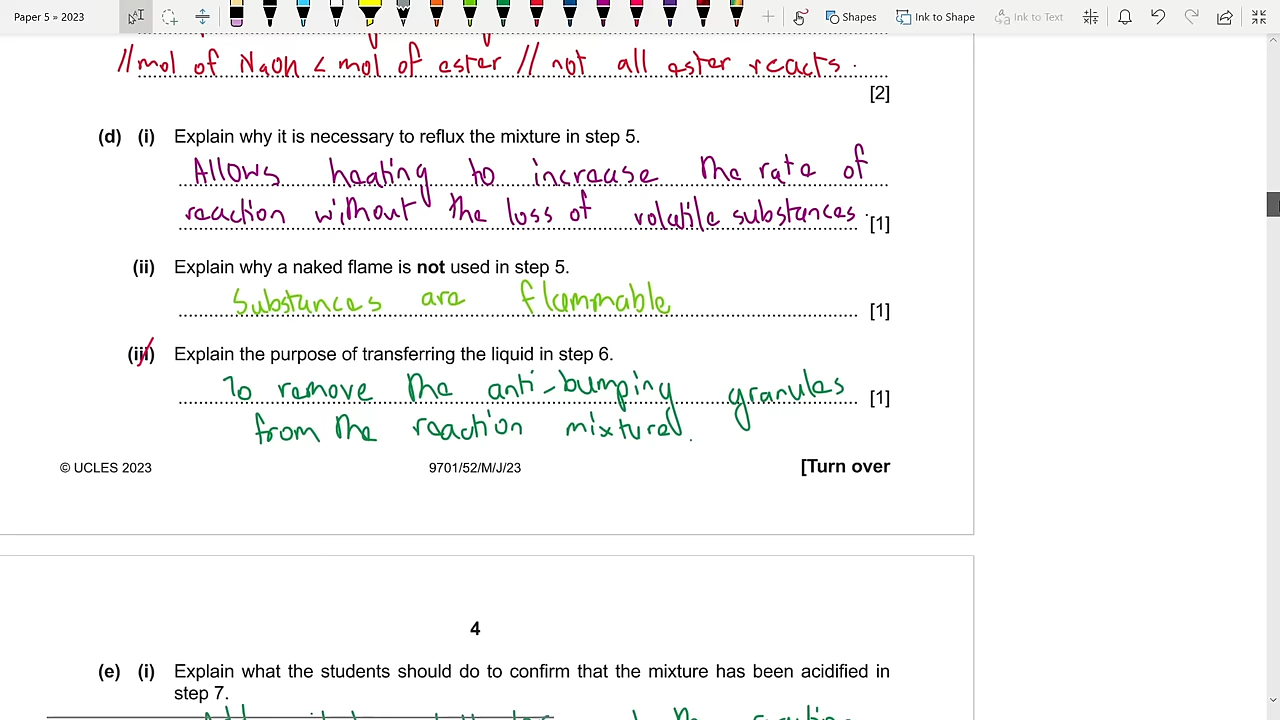 Paper 5 » 2023
Shapes
Ink to Shape
Ink to Text
//mol of NaOH < mol of ester // not all ester reacts.
[2]
(d) (i) Explain why it is necessary to reflux the mixture in step 5.
Allows heating to increase the rate of
reaction without the loss of volatile substances. [1]
(ii) Explain why a naked flame is not used in step 5.
Substances are flammable [1]
(iii) Explain the purpose of transferring the liquid in step 6.
To remove the anti-bumping granules [1]
from the reaction mixture.
© UCLES 2023 9701/52/M/J/23 [Turn over
4
(e) (i) Explain what the students should do to confirm that the mixture has been acidified in
step 7.